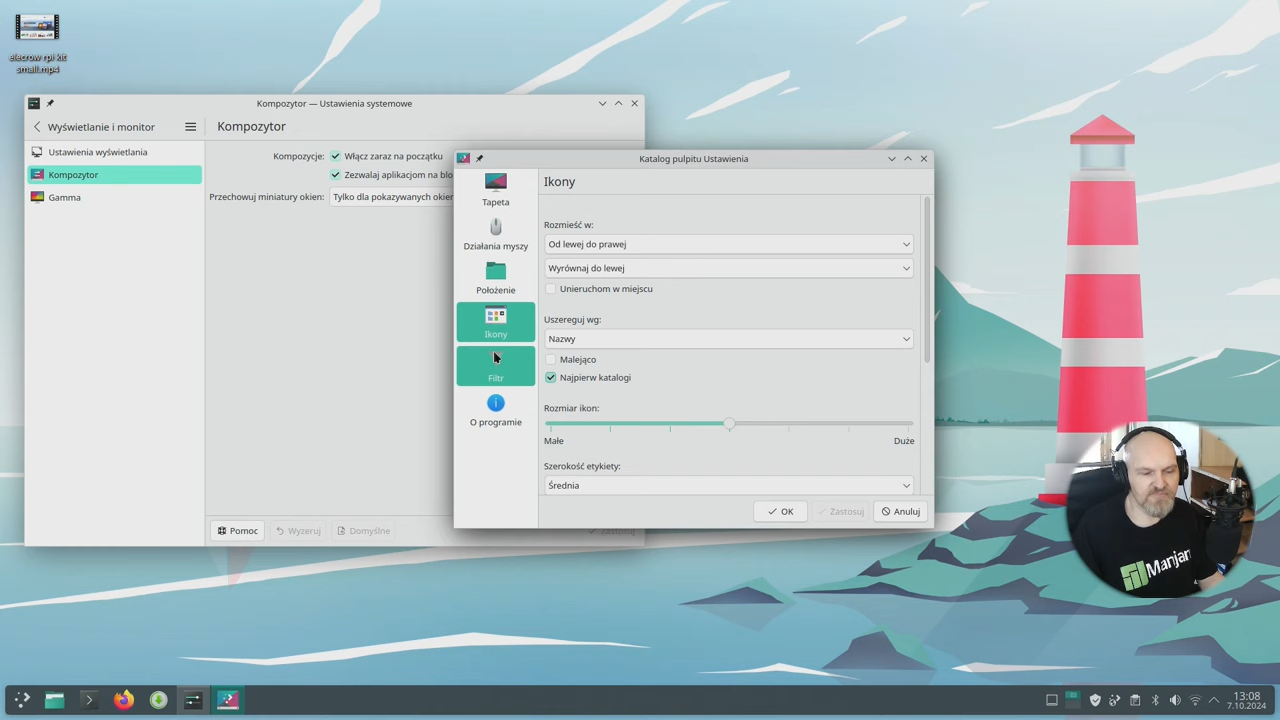 elecrow rpi kit
small.mp4
Kompozytor — Ustawienia systemowe
Wyświetlanie i monitor
Kompozytor
Ustawienia wyświetlania
Kompozytor
Gamma
Kompozycje:
Włącz zaraz na początku
Zezwalaj aplikacjom na blo
Przechowuj miniatury okien:
Tylko dla pokazywanych okien
Pomoc
Wyzeruj
Domyślne
Zastosuj
Katalog pulpitu Ustawienia
Tapeta
Działania myszy
Położenie
Ikony
Filtr
O programie
Ikony
Rozmieść w:
Od lewej do prawej
Wyrównaj do lewej
Unieruchom w miejscu
Uszereguj wg:
Nazwy
Malejąco
Najpierw katalogi
Rozmiar ikon:
Małe
Duże
Szerokość etykiety:
Średnia
OK
Zastosuj
Anuluj
Manjar
13:08
7.10.2024